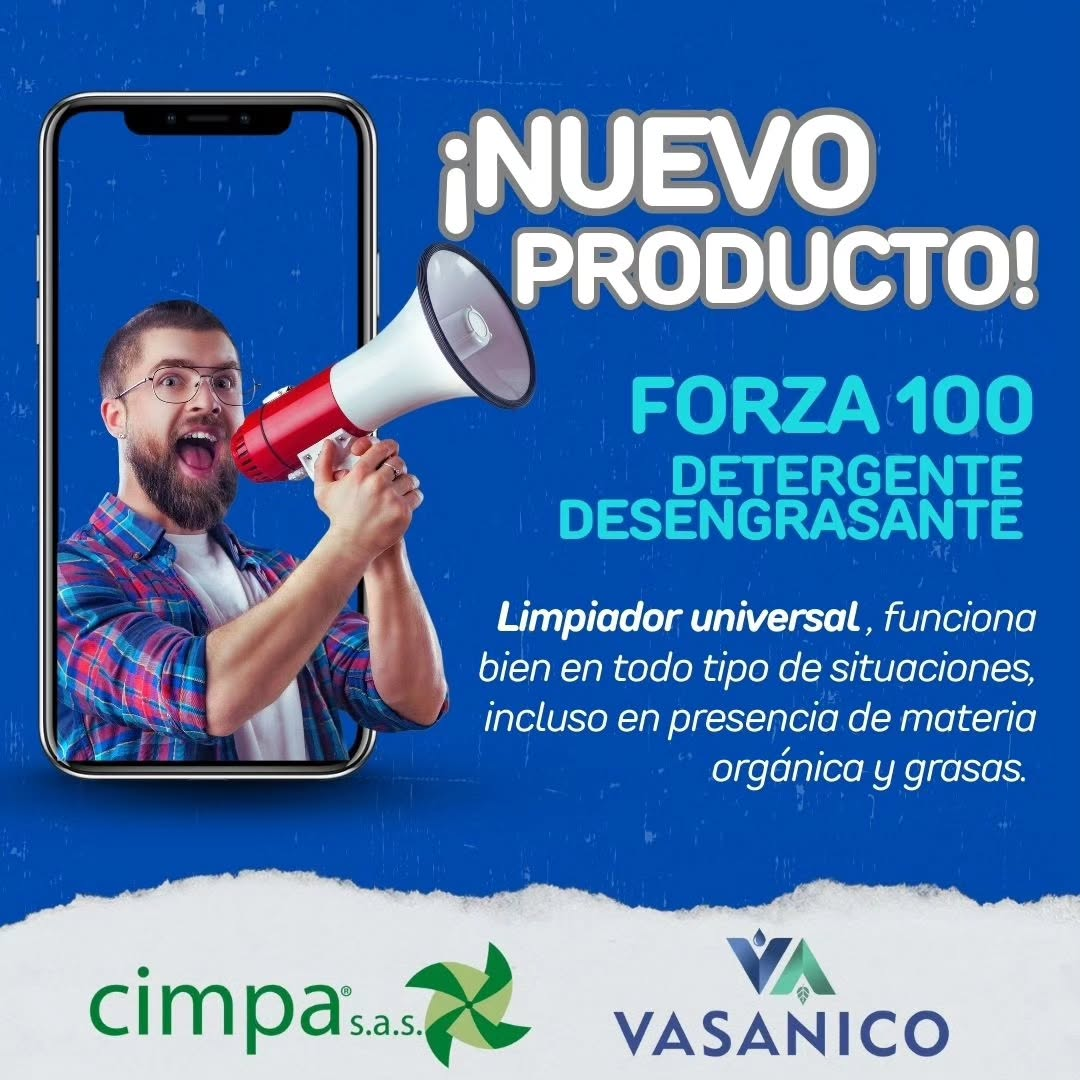 ¡NUEVO
PRODUCTO!
FORZA 100
DETERGENTE
DESENGRASANTE
Limpiador universal , funciona
bien en todo tipo de situaciones,
incluso en presencia de materia
orgánica y grasas.
cimpa® s.a.s.
VASANICO